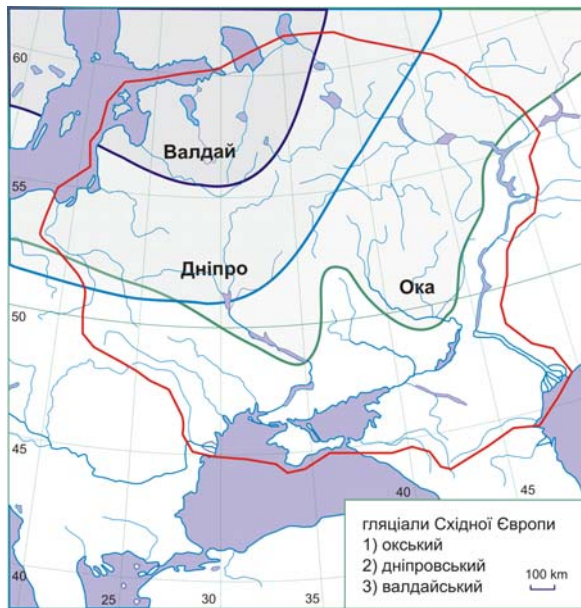 60
Валдай
55
Дніпро
Ока
50
45
40
45
40
25
30
35
гляціали Східної Європи
1) окський
2) дніпровський
3) валдайський
100 km